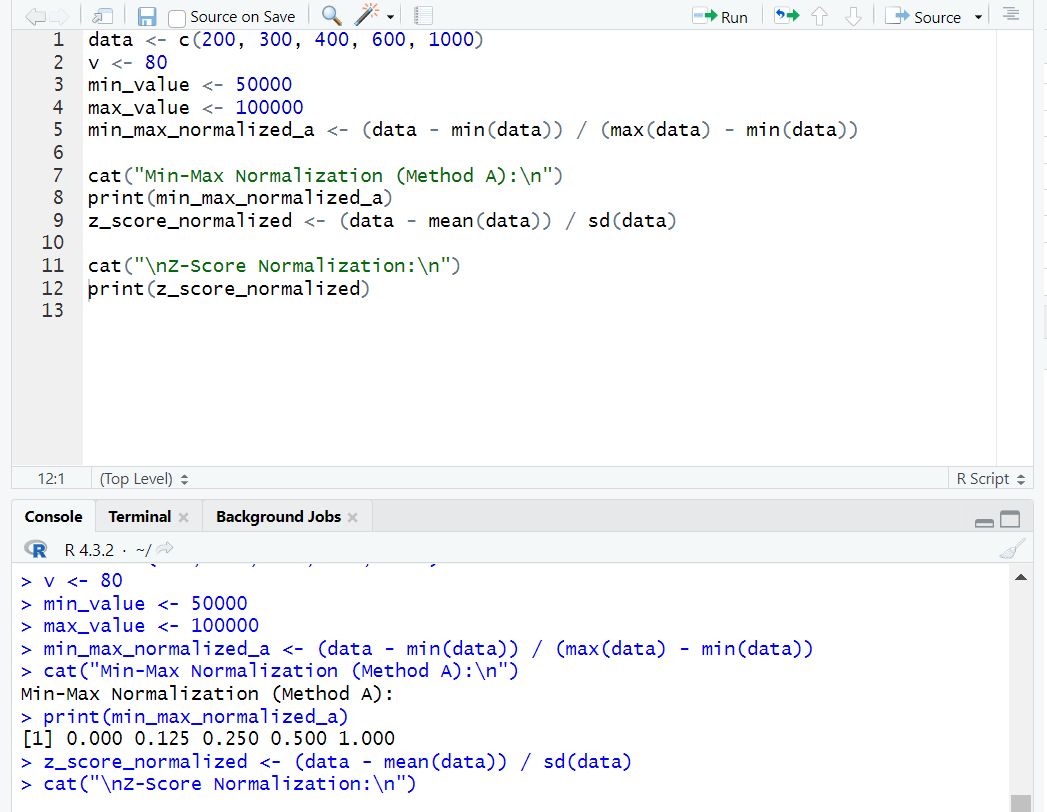 Source on Save Run Source
1 data <- c(200, 300, 400, 600, 1000)
2 v <- 80
3 min_value <- 50000
4 max_value <- 100000
5 min_max_normalized_a <- (data - min(data)) / (max(data) - min(data))
6
7 cat("Min-Max Normalization (Method A):\n")
8 print(min_max_normalized_a)
9 z_score_normalized <- (data - mean(data)) / sd(data)
10
11 cat("\nZ-Score Normalization:\n")
12 print(z_score_normalized)
13
12:1 (Top Level) R Script
Console Terminal Background Jobs
R R 4.3.2 · ~/
> v <- 80
> min_value <- 50000
> max_value <- 100000
> min_max_normalized_a <- (data - min(data)) / (max(data) - min(data))
> cat("Min-Max Normalization (Method A):\n")
Min-Max Normalization (Method A):
> print(min_max_normalized_a)
[1] 0.000 0.125 0.250 0.500 1.000
> z_score_normalized <- (data - mean(data)) / sd(data)
> cat("\nZ-Score Normalization:\n")